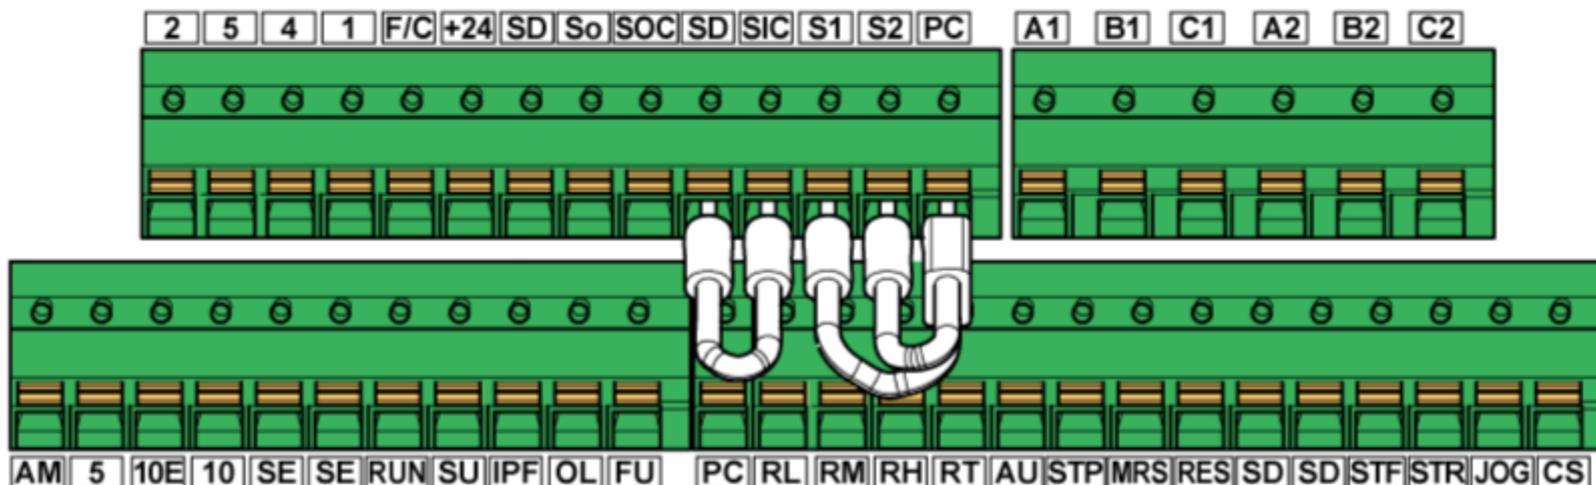 2 5 4 1 F/C +24 SD So SOC SD SIC S1 S2 PC A1 B1 C1 A2 B2 C2
AM 5 10E 10 SE SE RUN SU IPF OL FU PC RL RM RH RT AU STP MRS RES SD SD STF STR JOG CS